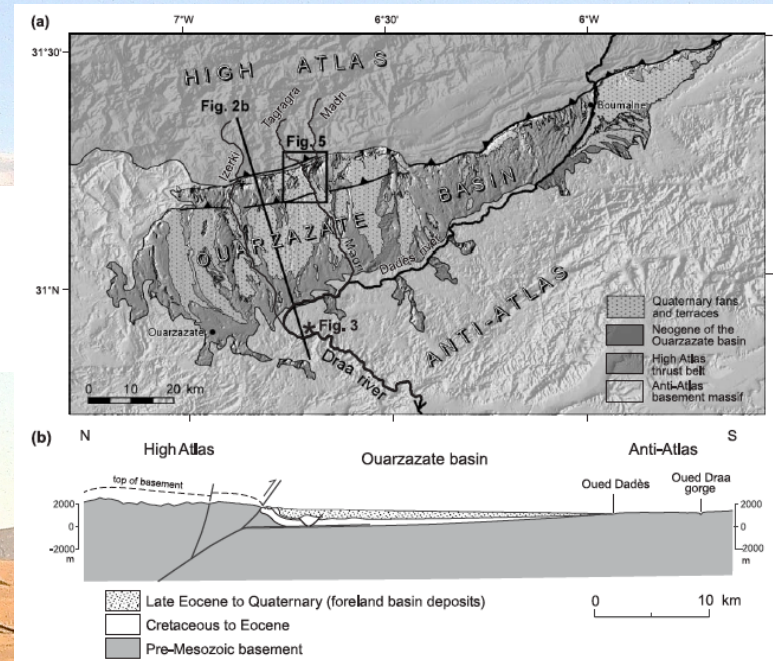 (a)
7°W
6°30'
6°W
31°30'
HIGH ATLAS
Fig. 2b
Tagragra
Madri
Izerki
Fig. 5
Boumalne
OUARZAZATE BASIN
Madri
Dadès river
31°N
ANTI-ATLAS
Ouarzazate
Fig. 3
Draa river
0 10 20 km
Quaternary fans
and terraces
Neogene of the
Ouarzazate basin
High Atlas
thrust belt
Anti-Atlas
basement massif
(b)
N
S
High Atlas
Ouarzazate basin
Anti-Atlas
Oued Dadès
Oued Draa
gorge
top of basement
2000
0
-2000
m
2000
0
-2000
m
Late Eocene to Quaternary (foreland basin deposits)
Cretaceous to Eocene
Pre-Mesozoic basement
0 10 km